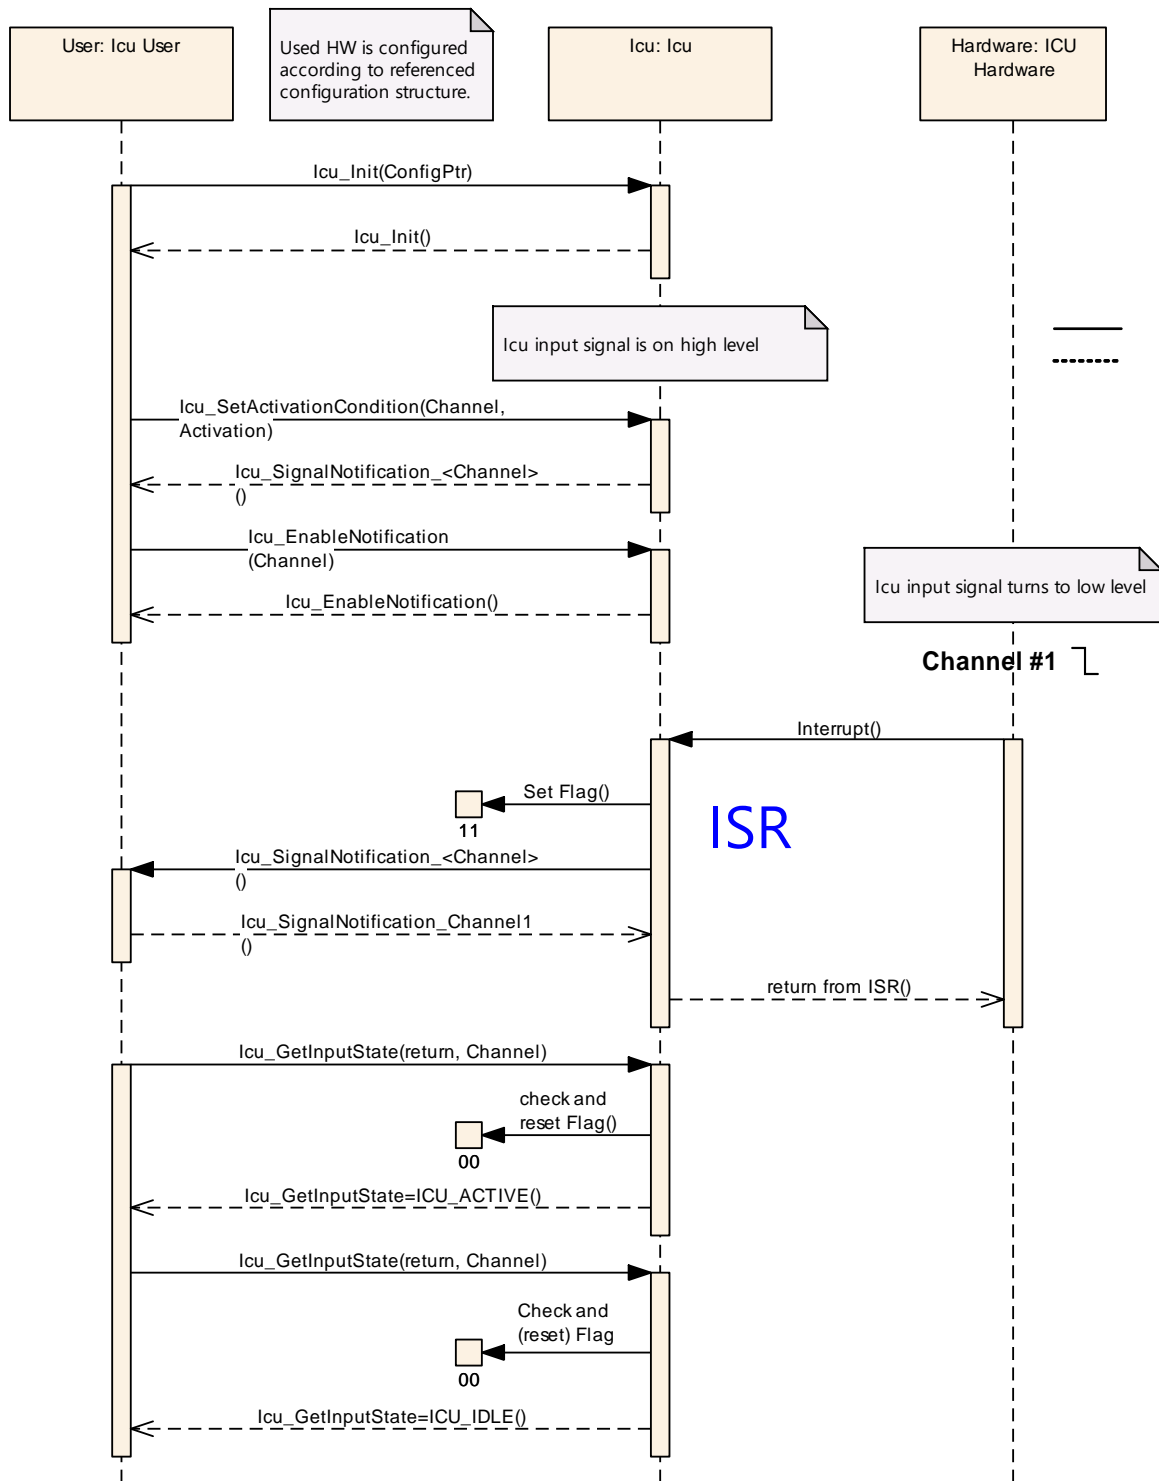 User: Icu User
Used HW is configured
according to referenced
configuration structure.
Icu: Icu
Hardware: ICU
Hardware
Icu_Init(ConfigPtr)
Icu_Init()
Icu input signal is on high level
Icu_SetActivationCondition(Channel,
Activation)
Icu_SignalNotification_<Channel>
()
Icu_EnableNotification
(Channel)
Icu input signal turns to low level
Icu_EnableNotification()
Channel #1
Interrupt()
Set Flag()
11
ISR
Icu_SignalNotification_<Channel>
()
Icu_SignalNotification_Channel1
()
return from ISR()
Icu_GetInputState(return, Channel)
check and
reset Flag()
00
Icu_GetInputState=ICU_ACTIVE()
Icu_GetInputState(return, Channel)
Check and
(reset) Flag
00
Icu_GetInputState=ICU_IDLE()